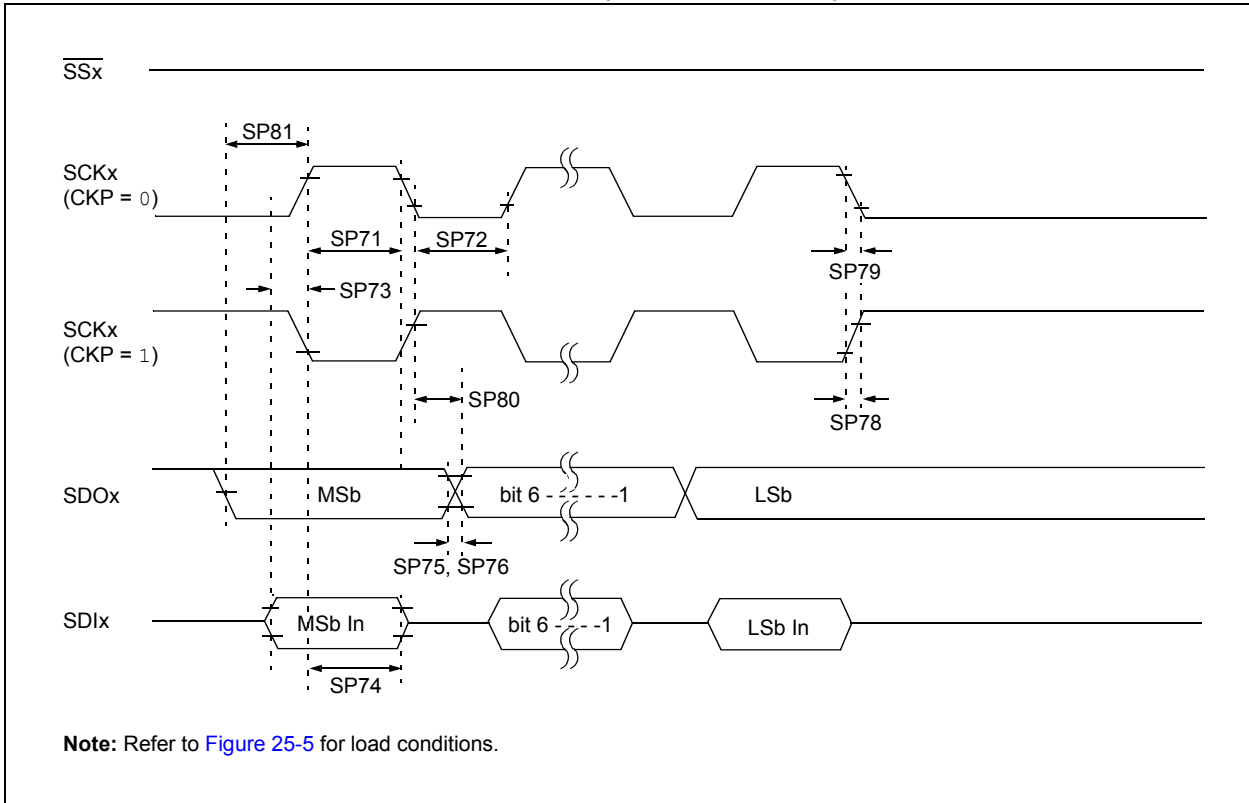 SSx
SP81
SCKx
(CKP = 0)
SP71
SP72
SP79
SP73
SCKx
(CKP = 1)
SP80
SP78
SDOx
MSb
bit 6 - - - - - -1
LSb
SP75, SP76
SDIx
MSb In
bit 6 - - - -1
LSb In
SP74
Note: Refer to Figure 25-5 for load conditions.